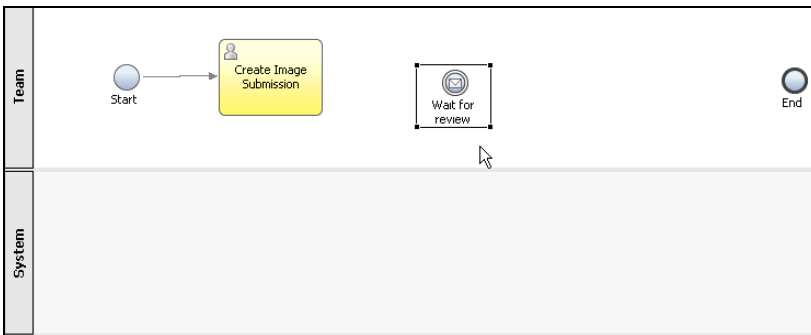 Team
Start
Create Image
Submission
Wait for
review
End
System